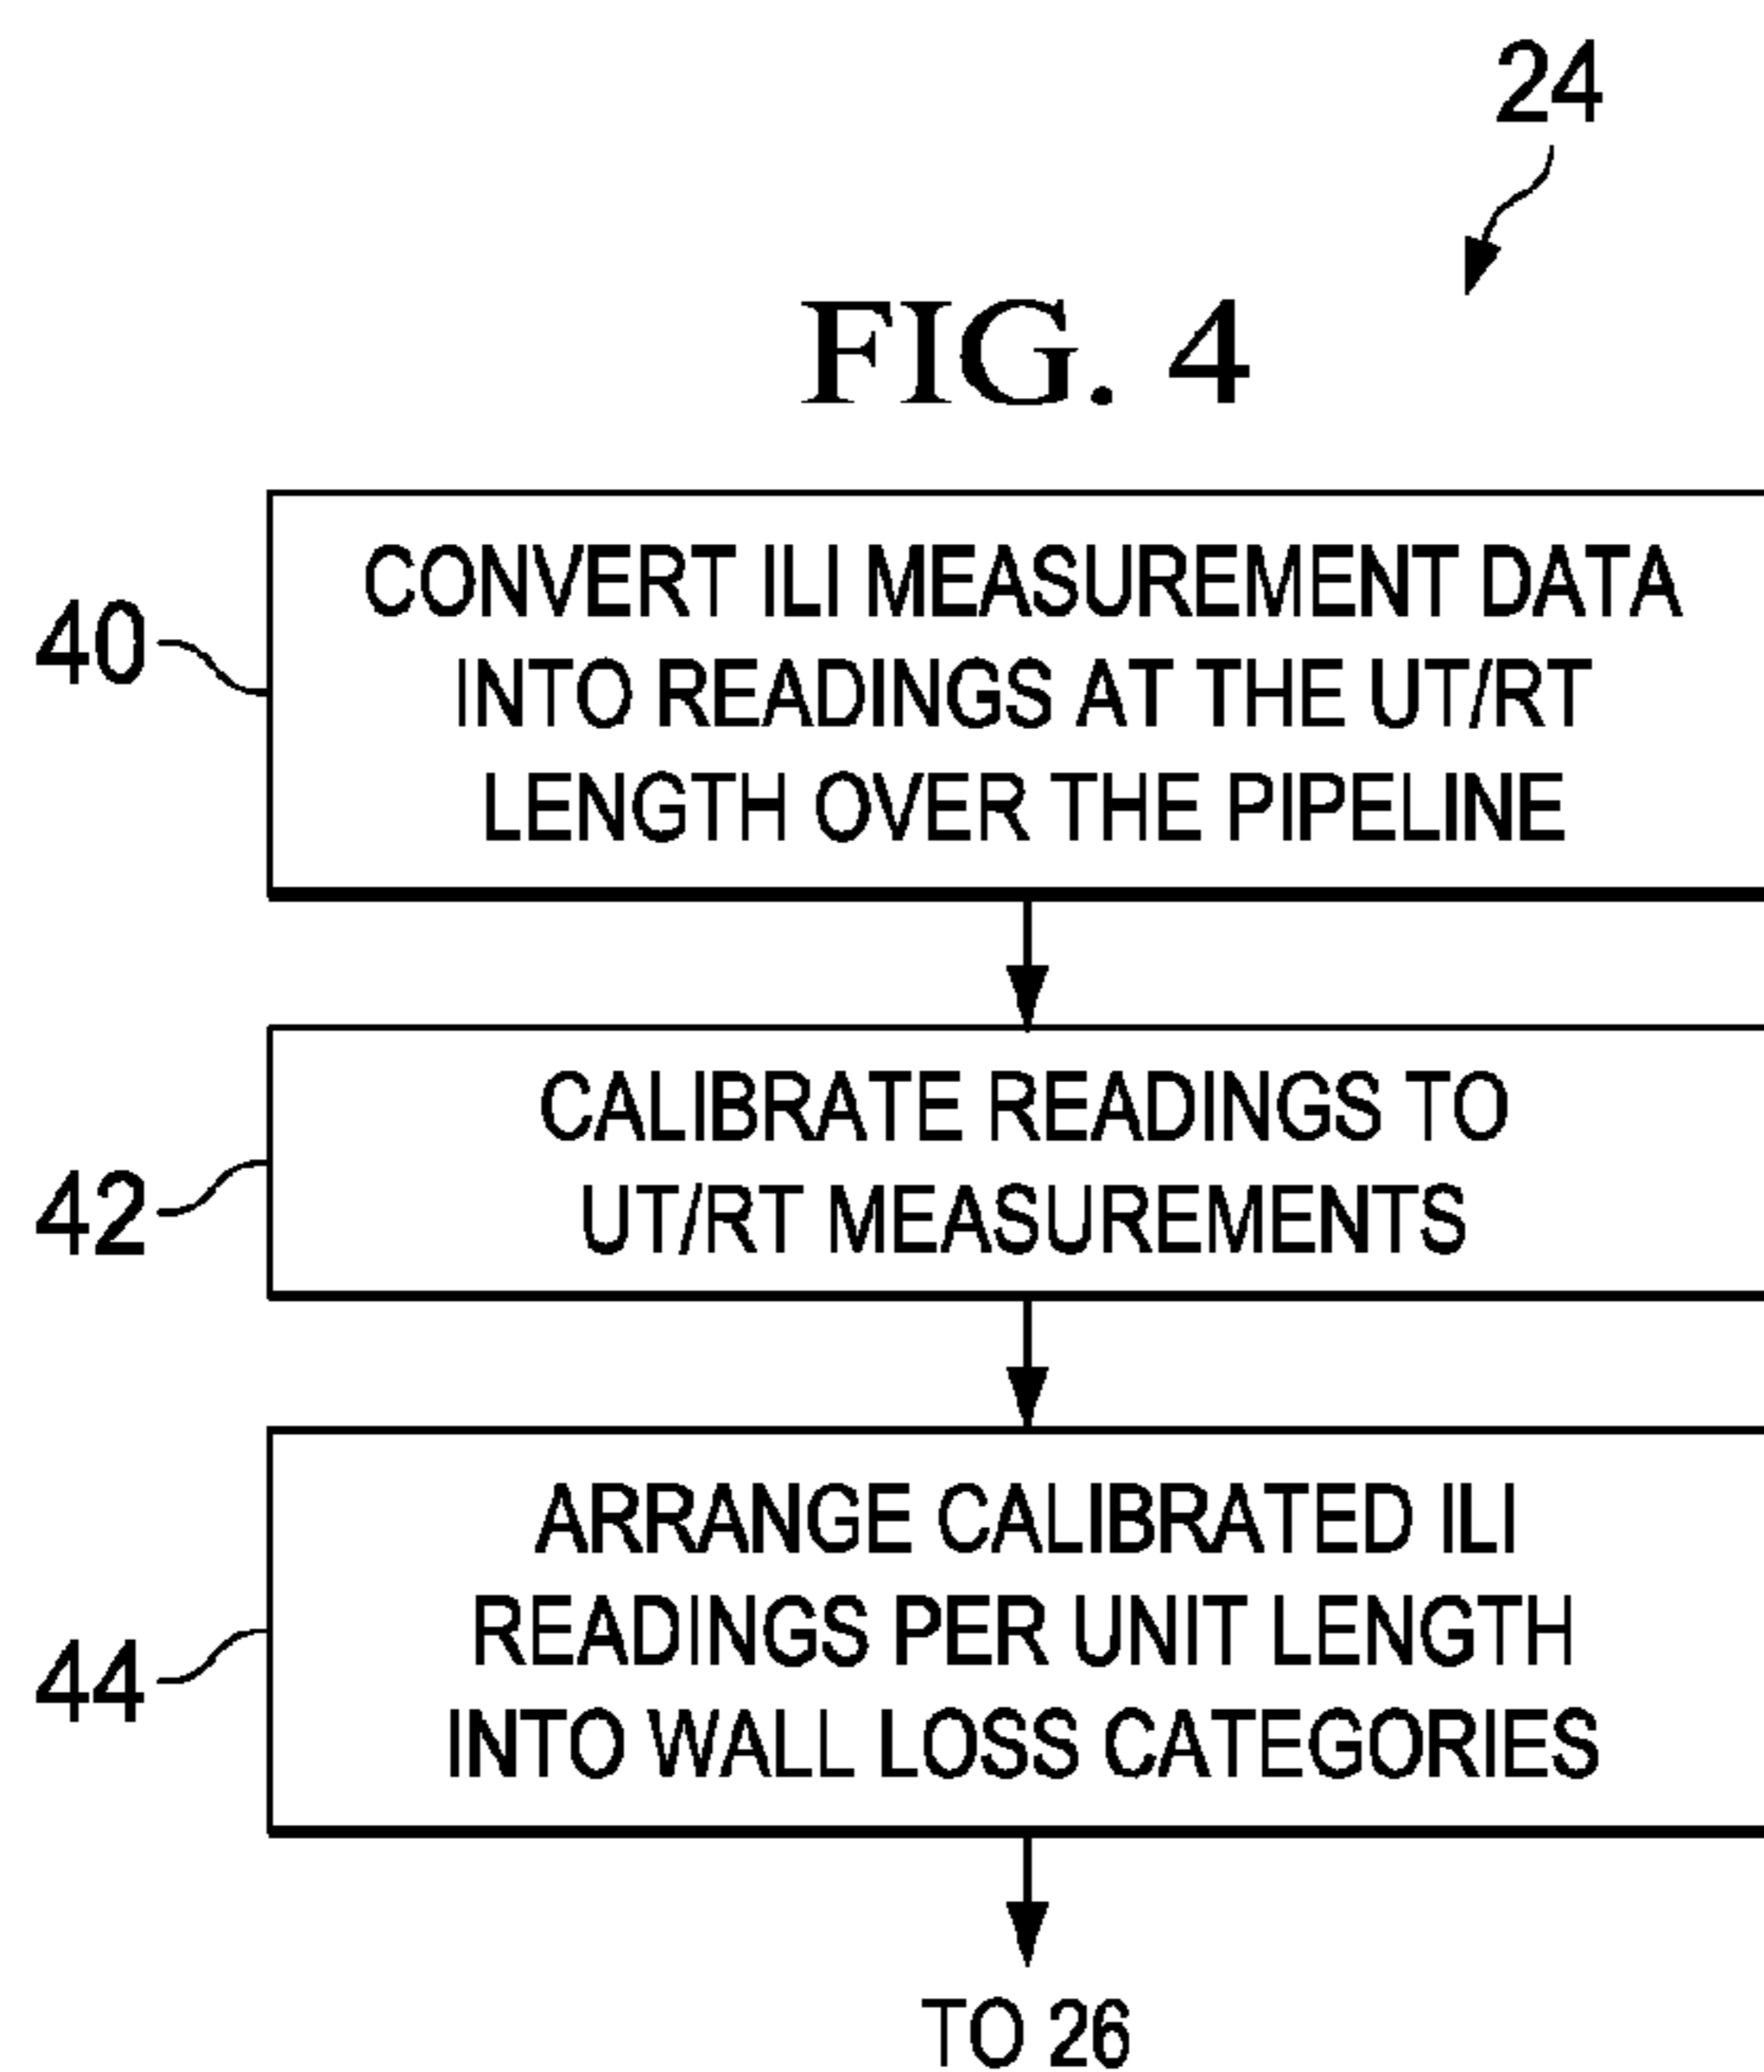 24
FIG. 4
40
CONVERT ILI MEASUREMENT DATA
INTO READINGS AT THE UT/RT
LENGTH OVER THE PIPELINE
42
CALIBRATE READINGS TO
UT/RT MEASUREMENTS
44
ARRANGE CALIBRATED ILI
READINGS PER UNIT LENGTH
INTO WALL LOSS CATEGORIES
TO 26